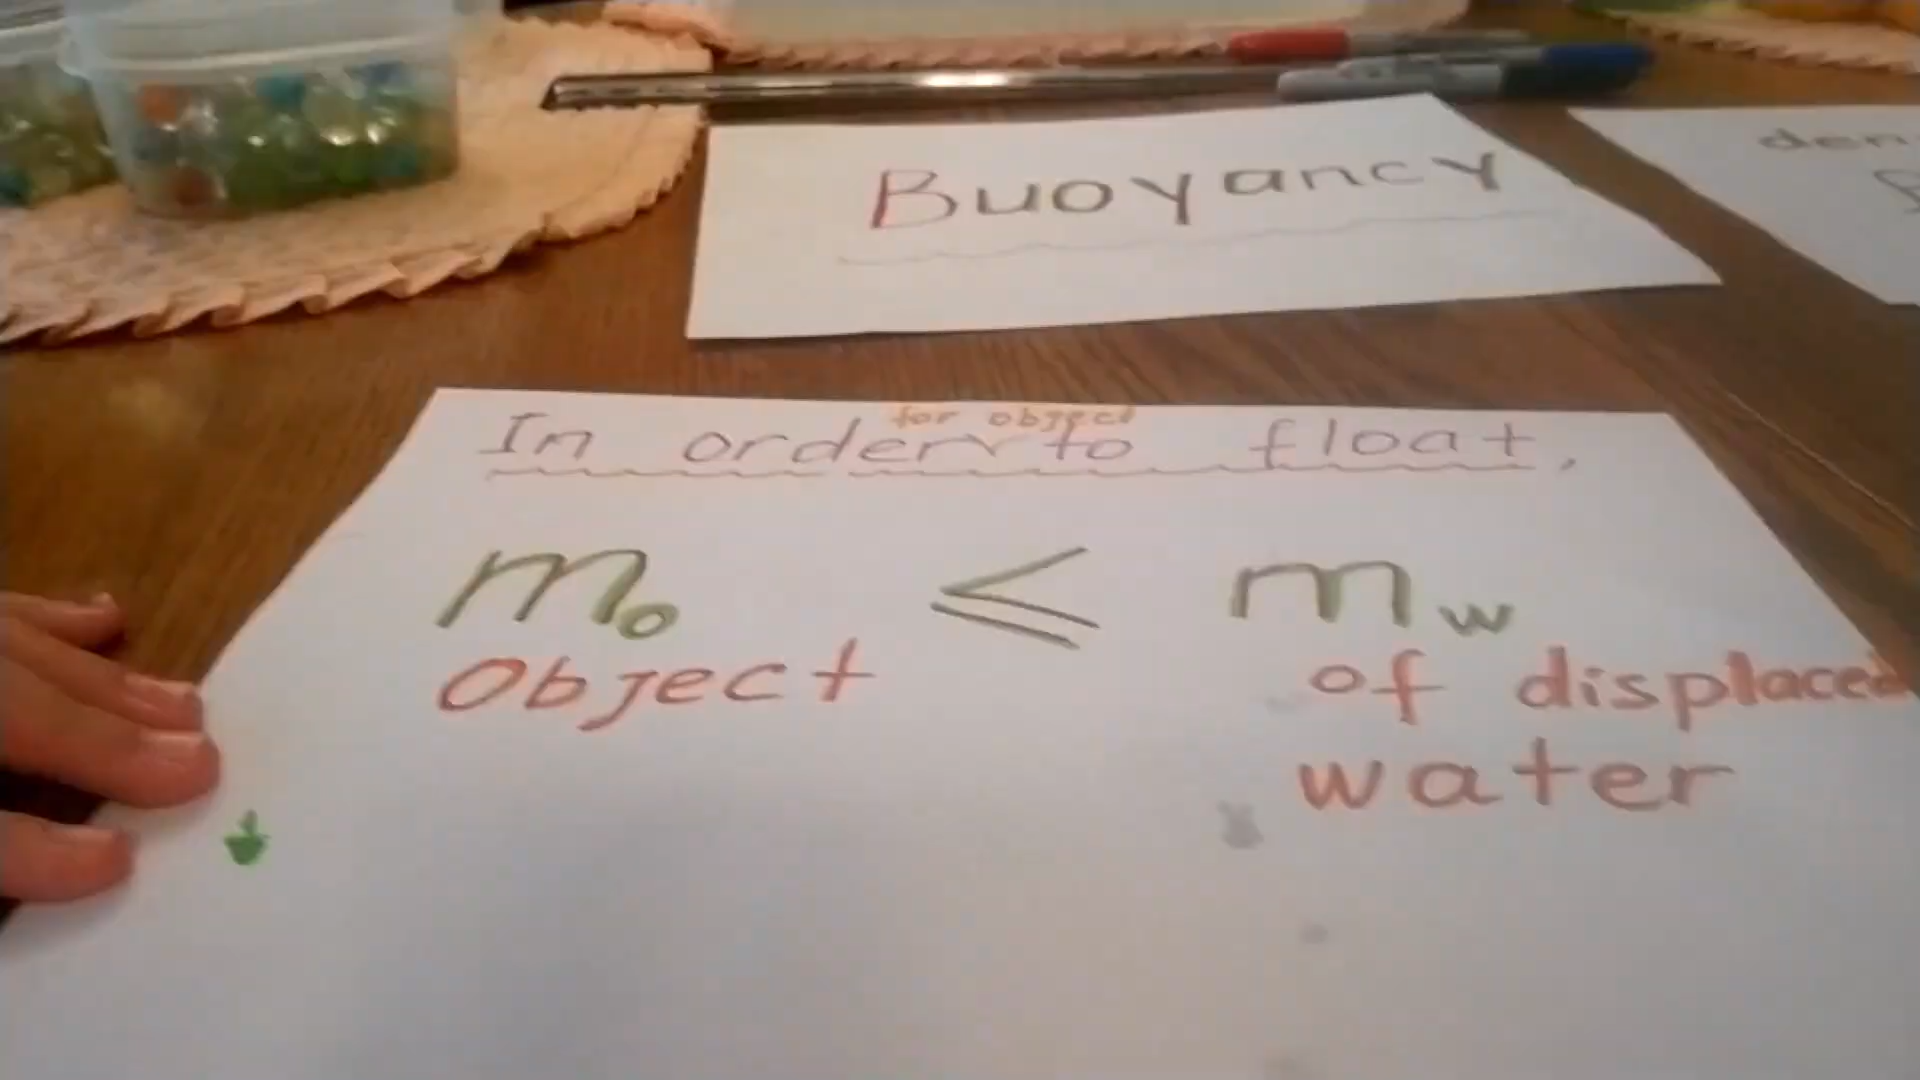 Buoyancy
for object
In order to float,
mo ≤ mw
Object
of displaced
water